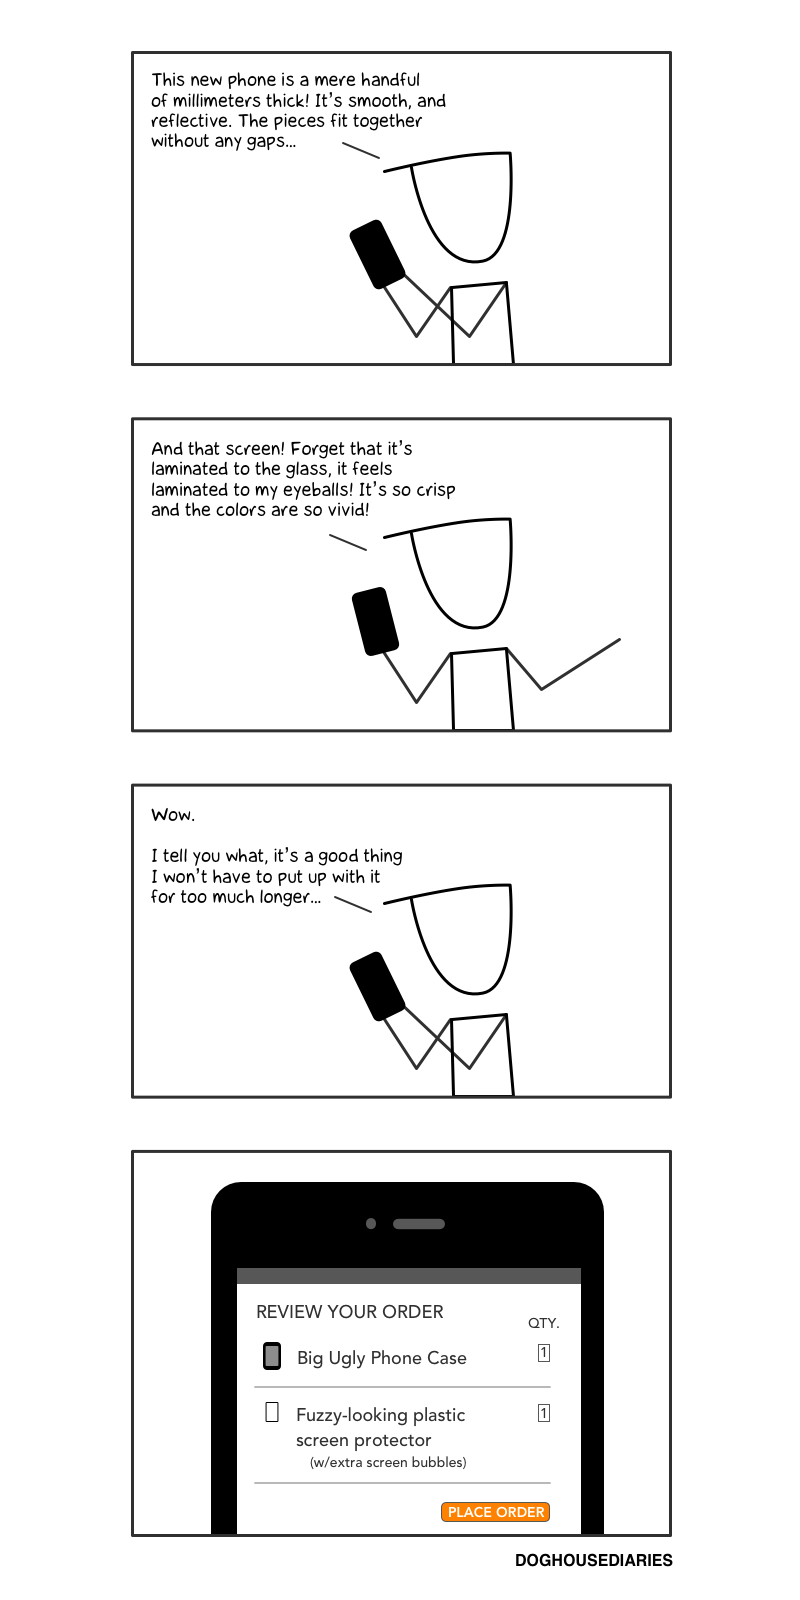 This new phone is a mere handful
of millimeters thick! It's smooth, and
reflective. The pieces fit together
without any gaps...
And that screen! Forget that it's
laminated to the glass, it feels
laminated to my eyeballs! It's so crisp
and the colors are so vivid!
Wow.
I tell you what, it's a good thing
I won't have to put up with it
for too much longer...
REVIEW YOUR ORDER
QTY.
Big Ugly Phone Case 1
Fuzzy-looking plastic 1
screen protector
(w/extra screen bubbles)
PLACE ORDER
DOGHOUSEDIARIES